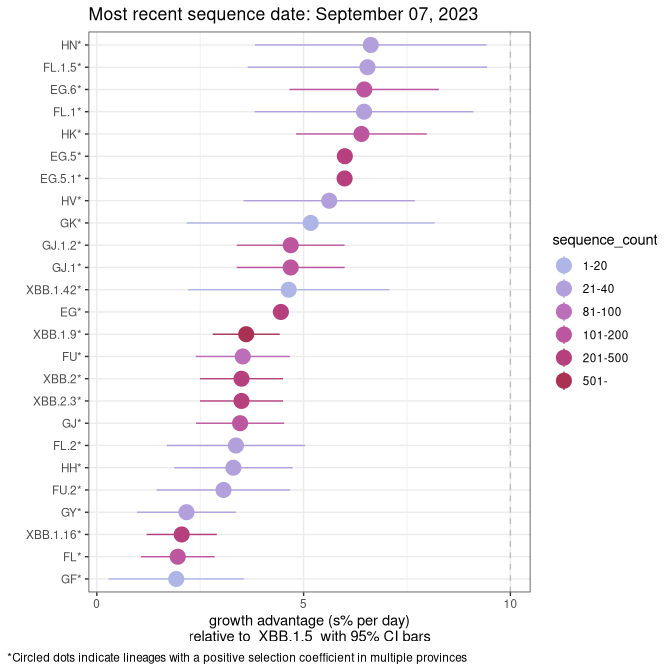 Most recent sequence date: September 07, 2023
HN*
FL.1.5*
EG.6*
FL.1*
HK*
EG.5*
EG.5.1*
HV*
GK*
GJ.1.2*
GJ.1*
XBB.1.42*
EG*
XBB.1.9*
FU*
XBB.2*
XBB.2.3*
GJ*
FL.2*
HH*
FU.2*
GY*
XBB.1.16*
FL*
GF*
0 5 10
growth advantage (s% per day)
relative to XBB.1.5 with 95% CI bars
sequence_count
1-20
21-40
81-100
101-200
201-500
501-
*Circled dots indicate lineages with a positive selection coefficient in multiple provinces